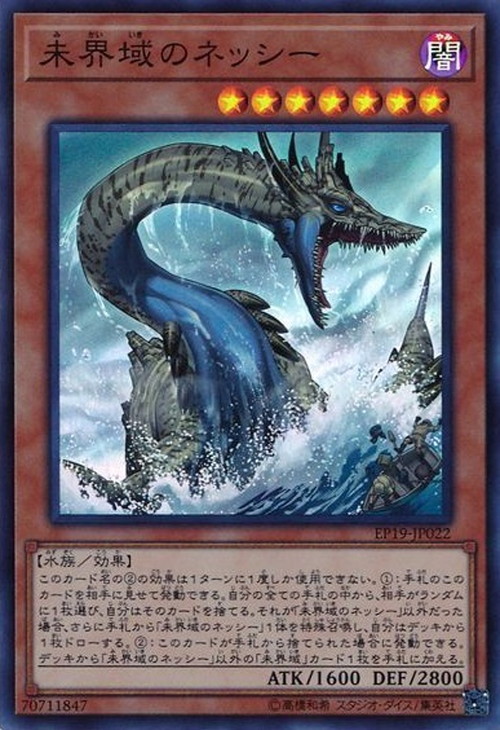 未界域のネッシー
闇
EP19-JP022
【水族/効果】
このカード名の②の効果は1ターンに1度しか使用できない。①:手札のこの
カードを相手に見せて発動できる。自分の全ての手札の中から、相手がランダム
に1枚選び、自分はそのカードを捨てる。それが「未界域のネッシー」以外だった
場合、さらに手札から「未界域のネッシー」1体を特殊召喚し、自分はデッキから
1枚ドローする。②:このカードが手札から捨てられた場合に発動できる。
デッキから「未界域のネッシー」以外の「未界域」カード1枚を手札に加える。
ATK/1600 DEF/2800
70711847
©高橋和希 スタジオ・ダイス/集英社